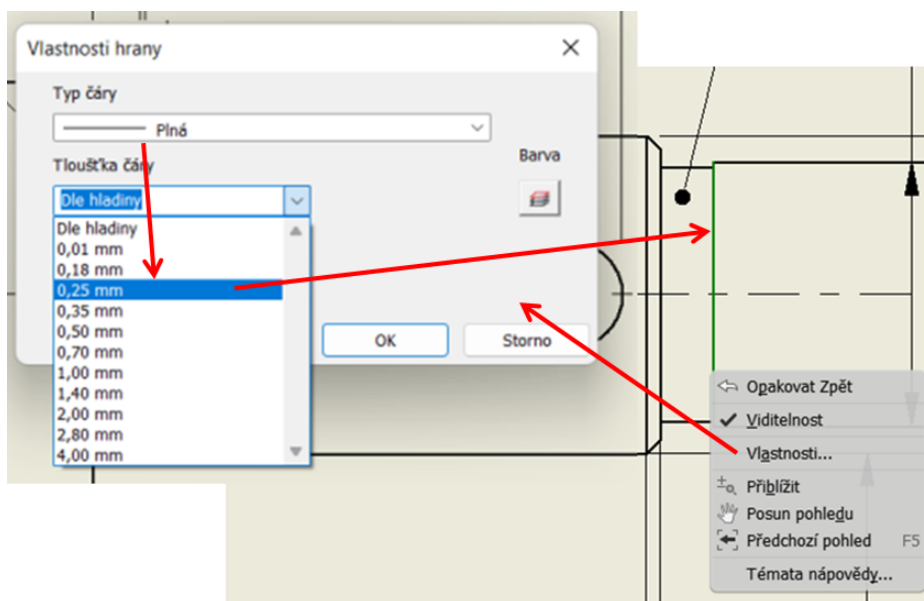 Vlastnosti hrany
Typ čáry
Plná
Tloušťka čáry
Barva
Dle hladiny
Dle hladiny
0,01 mm
0,18 mm
0,25 mm
0,35 mm
0,50 mm
0,70 mm
1,00 mm
1,40 mm
2,00 mm
2,80 mm
4,00 mm
OK
Storno
Opakovat Zpět
Viditelnost
Vlastnosti...
Přiblížit
Posun pohledu
Předchozí pohled F5
Témata nápovědy...